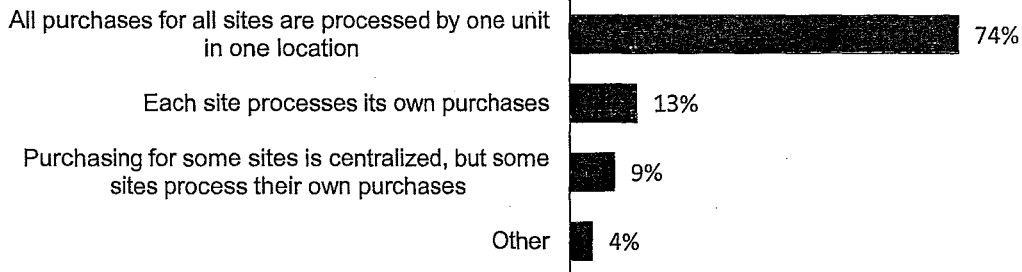 All purchases for all sites are processed by one unit
in one location
74%
Each site processes its own purchases
13%
Purchasing for some sites is centralized, but some
sites process their own purchases
9%
Other
4%